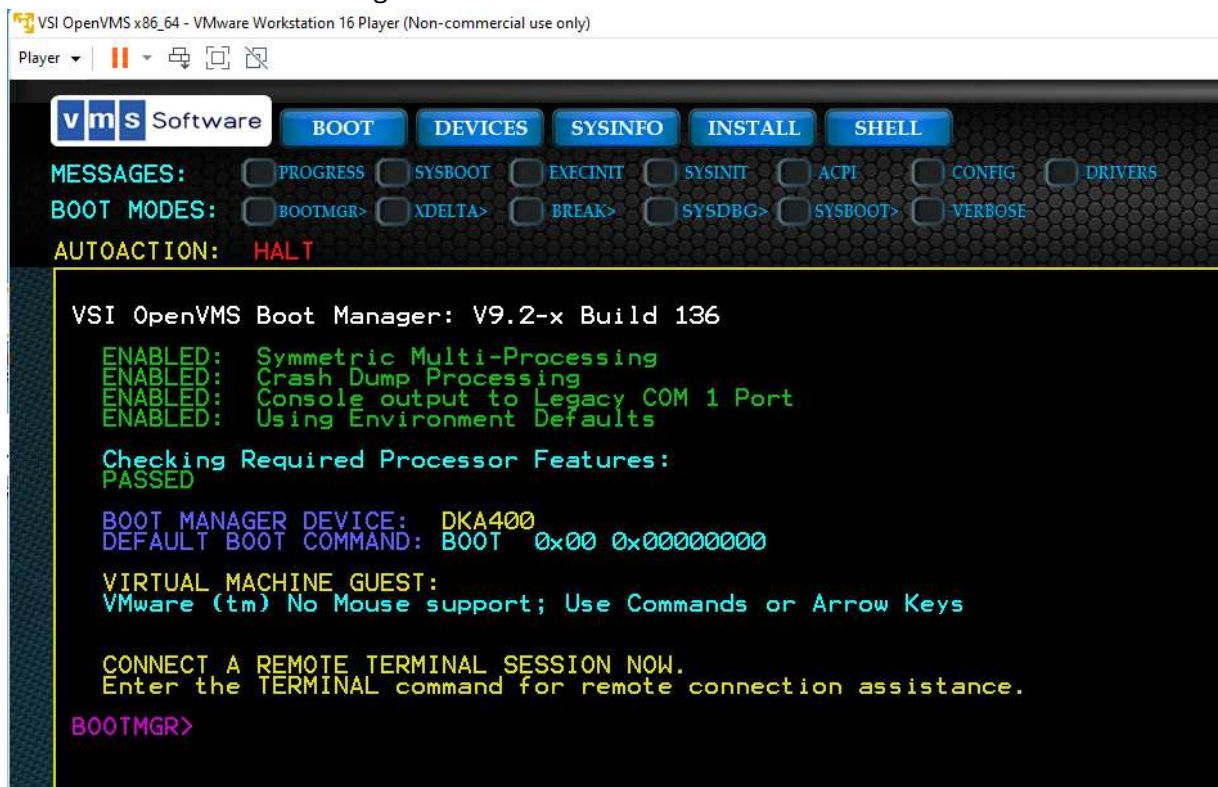 VSI OpenVMS x86_64 - VMware Workstation 16 Player (Non-commercial use only)
Player
vms Software BOOT DEVICES SYSINFO INSTALL SHELL
MESSAGES: PROGRESS SYSBOOT EXECINIT SYSINIT ACPI CONFIG DRIVERS
BOOT MODES: BOOTMGR> XDELTA> BREAK> SYSDBG> SYSBOOT> VERBOSE
AUTOACTION: HALT
VSI OpenVMS Boot Manager: V9.2-x Build 136
ENABLED: Symmetric Multi-Processing
ENABLED: Crash Dump Processing
ENABLED: Console output to Legacy COM 1 Port
ENABLED: Using Environment Defaults
Checking Required Processor Features:
PASSED
BOOT MANAGER DEVICE: DKA400
DEFAULT BOOT COMMAND: BOOT 0x00 0x00000000
VIRTUAL MACHINE GUEST:
VMware (tm) No Mouse support; Use Commands or Arrow Keys
CONNECT A REMOTE TERMINAL SESSION NOW.
Enter the TERMINAL command for remote connection assistance.
BOOTMGR>